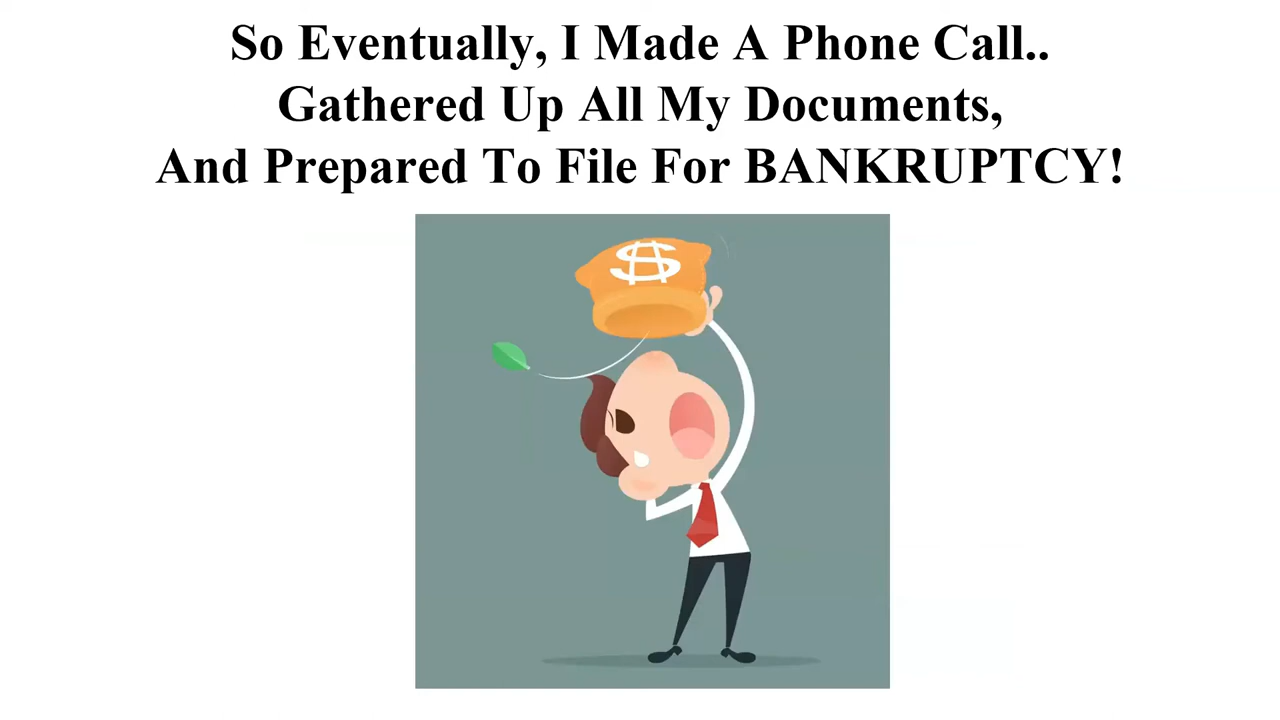 So Eventually, I Made A Phone Call..
Gathered Up All My Documents,
And Prepared To File For BANKRUPTCY!
$